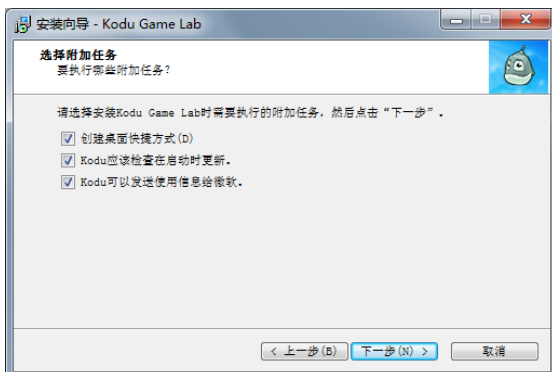 安装向导 - Kodu Game Lab
选择附加任务
要执行哪些附加任务?
请选择安装Kodu Game Lab时需要执行的附加任务，然后点击“下一步”.
创建桌面快捷方式(D)
Kodu应该检查在启动时更新.
Kodu可以发送使用信息给微软.
< 上一步(B) 下一步(N) > 取消